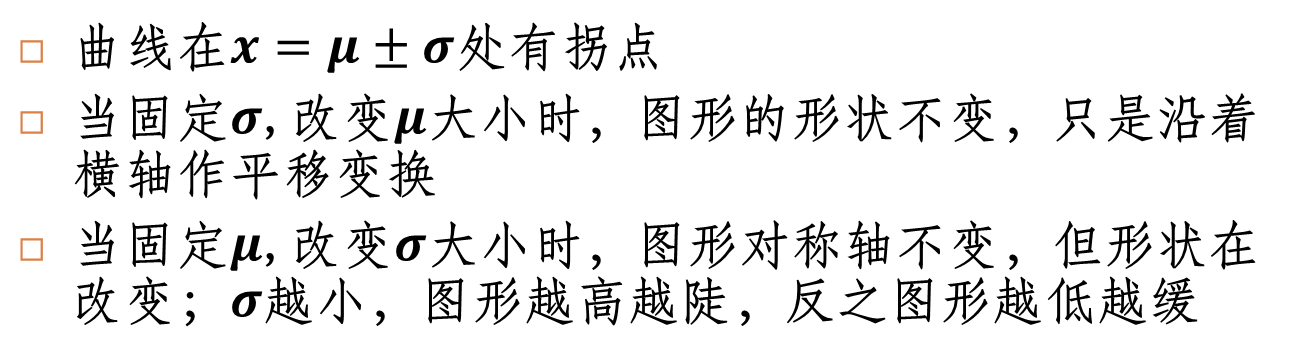 □ 曲线在x = μ ± σ处有拐点
□ 当固定σ, 改变μ大小时，图形的形状不变，只是沿着
横轴作平移变换
□ 当固定μ, 改变σ大小时，图形对称轴不变，但形状在
改变；σ越小，图形越高越陡，反之图形越低越缓